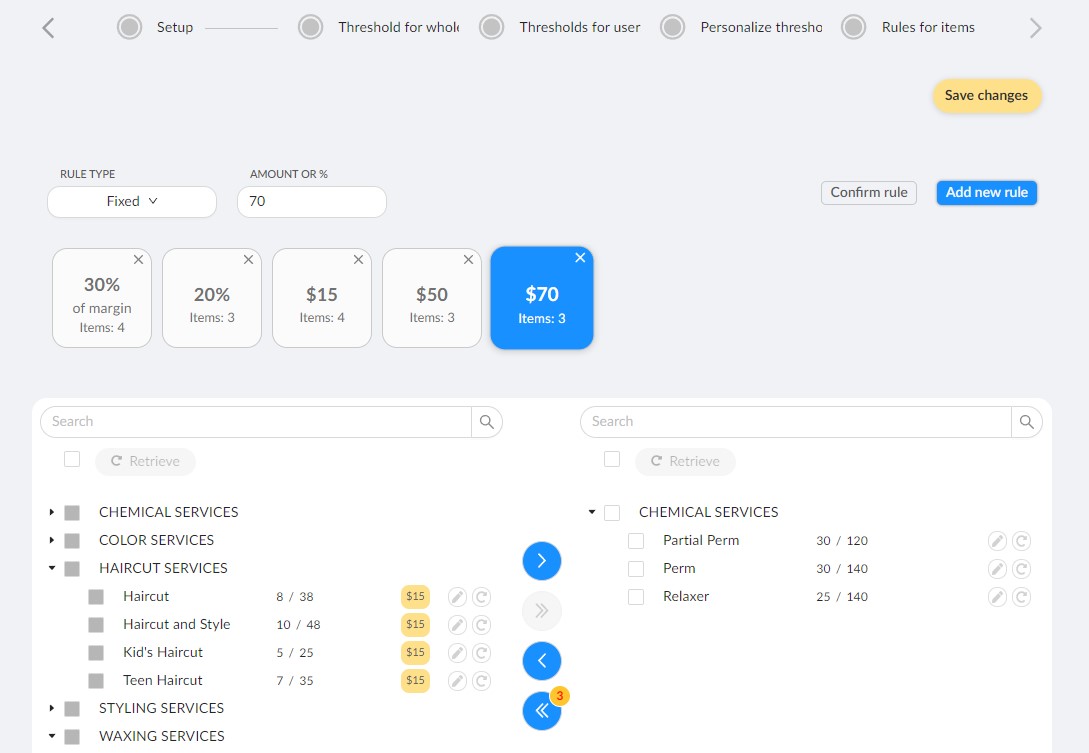 Setup
Threshold for whole
Thresholds for user
Personalize thresho
Rules for items
Save changes
RULE TYPE
AMOUNT OR %
Fixed
70
Confirm rule
Add new rule
30%
of margin
Items: 4
20%
Items: 3
$15
Items: 4
$50
Items: 3
$70
Items: 3
Search
Retrieve
CHEMICAL SERVICES
COLOR SERVICES
HAIRCUT SERVICES
Haircut 8 / 38 $15
Haircut and Style 10 / 48 $15
Kid's Haircut 5 / 25 $15
Teen Haircut 7 / 35 $15
STYLING SERVICES
WAXING SERVICES
3
Search
Retrieve
CHEMICAL SERVICES
Partial Perm 30 / 120
Perm 30 / 140
Relaxer 25 / 140